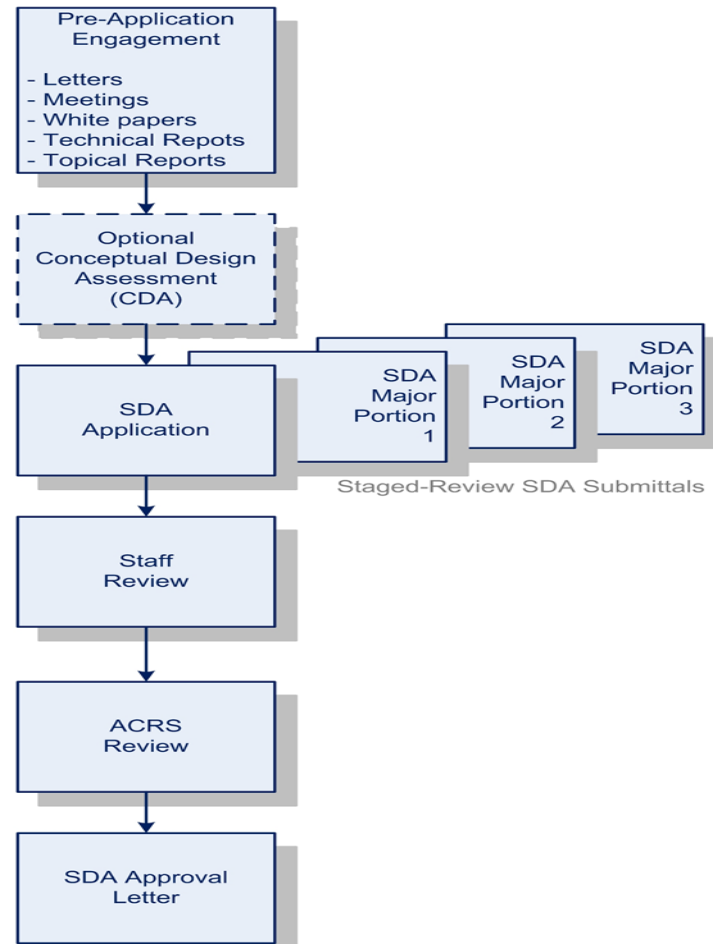 Pre-Application
Engagement
- Letters
- Meetings
- White papers
- Technical Repots
- Topical Reports
Optional
Conceptual Design
Assessment
(CDA)
SDA
Application
SDA
Major
Portion
1
SDA
Major
Portion
2
SDA
Major
Portion
3
Staged-Review SDA Submittals
Staff
Review
ACRS
Review
SDA Approval
Letter